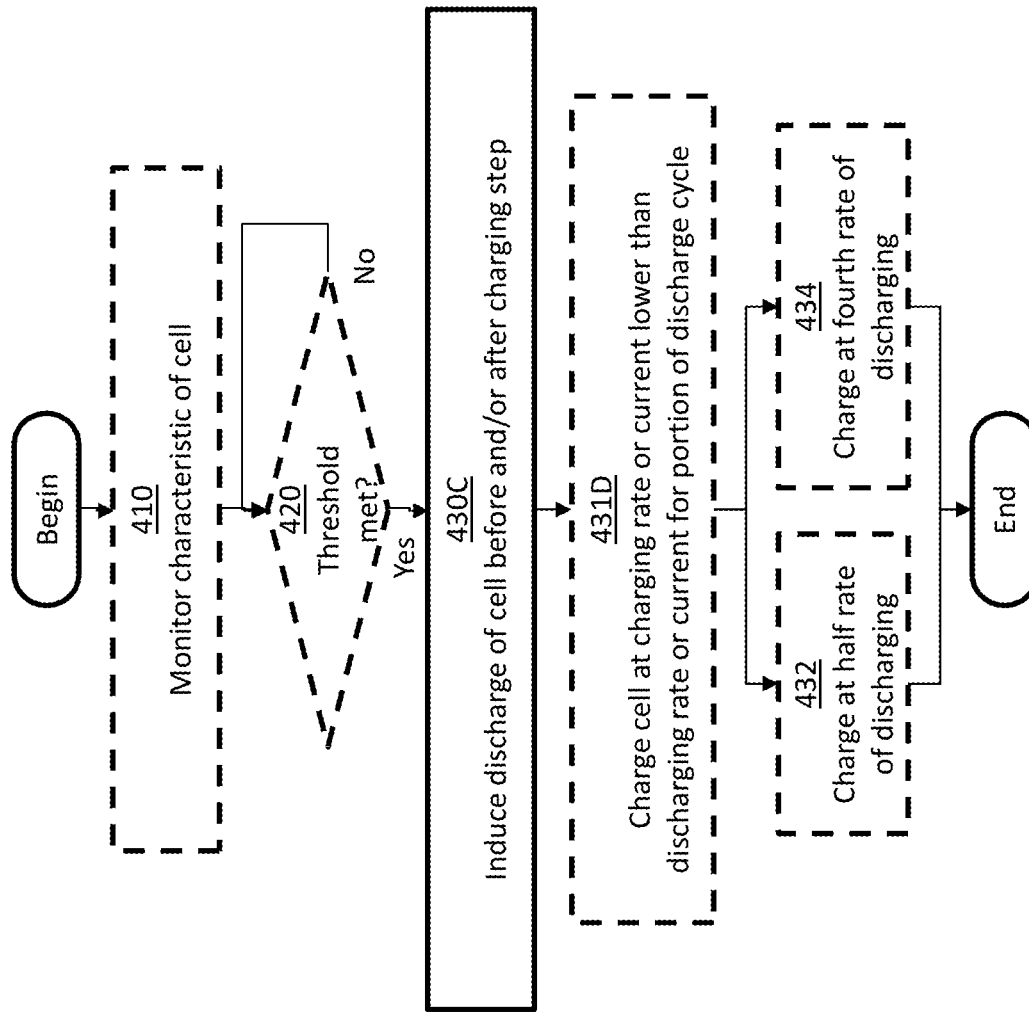 Begin
410
Monitor characteristic of cell
420
Threshold
met?
No
Yes
430C
Induce discharge of cell before and/or after charging step
431D
Charge cell at charging rate or current lower than
discharging rate or current for portion of discharge cycle
432
Charge at half rate
of discharging
434
Charge at fourth rate of
discharging
End